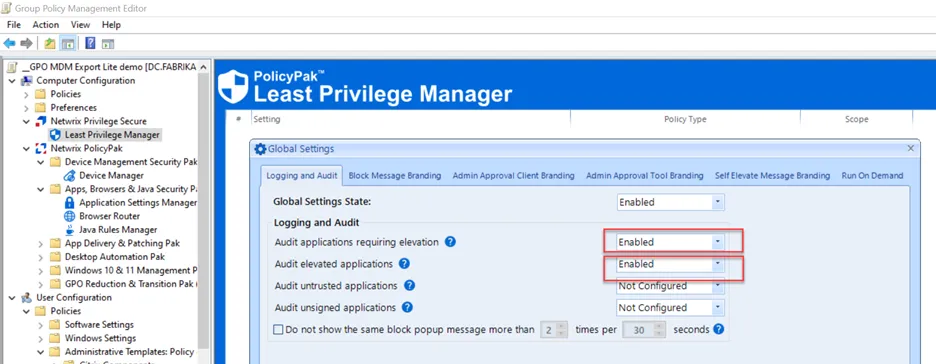 Group Policy Management Editor
File Action View Help
__GPO MDM Export Lite demo [DC.FABRIKA
Computer Configuration
Policies
Preferences
Netwrix Privilege Secure
Least Privilege Manager
Netwrix PolicyPak
Device Management Security Pak
Device Manager
Apps, Browsers & Java Security P
Application Settings Manager
Browser Router
Java Rules Manager
App Delivery & Patching Pak
Desktop Automation Pak
Windows 10 & 11 Management P
GPO Reduction & Transition Pak (
User Configuration
Policies
Software Settings
Windows Settings
Administrative Templates: Policy
PolicyPak™
Least Privilege Manager
# Setting Policy Type Scope
Global Settings
Logging and Audit Block Message Branding Admin Approval Client Branding Admin Approval Tool Branding Self Elevate Message Branding Run On Demand
Global Settings State: Enabled
Logging and Audit
Audit applications requiring elevation ? Enabled
Audit elevated applications ? Enabled
Audit untrusted applications ? Not Configured
Audit unsigned applications ? Not Configured
Do not show the same block popup message more than 2 times per 30 seconds ?